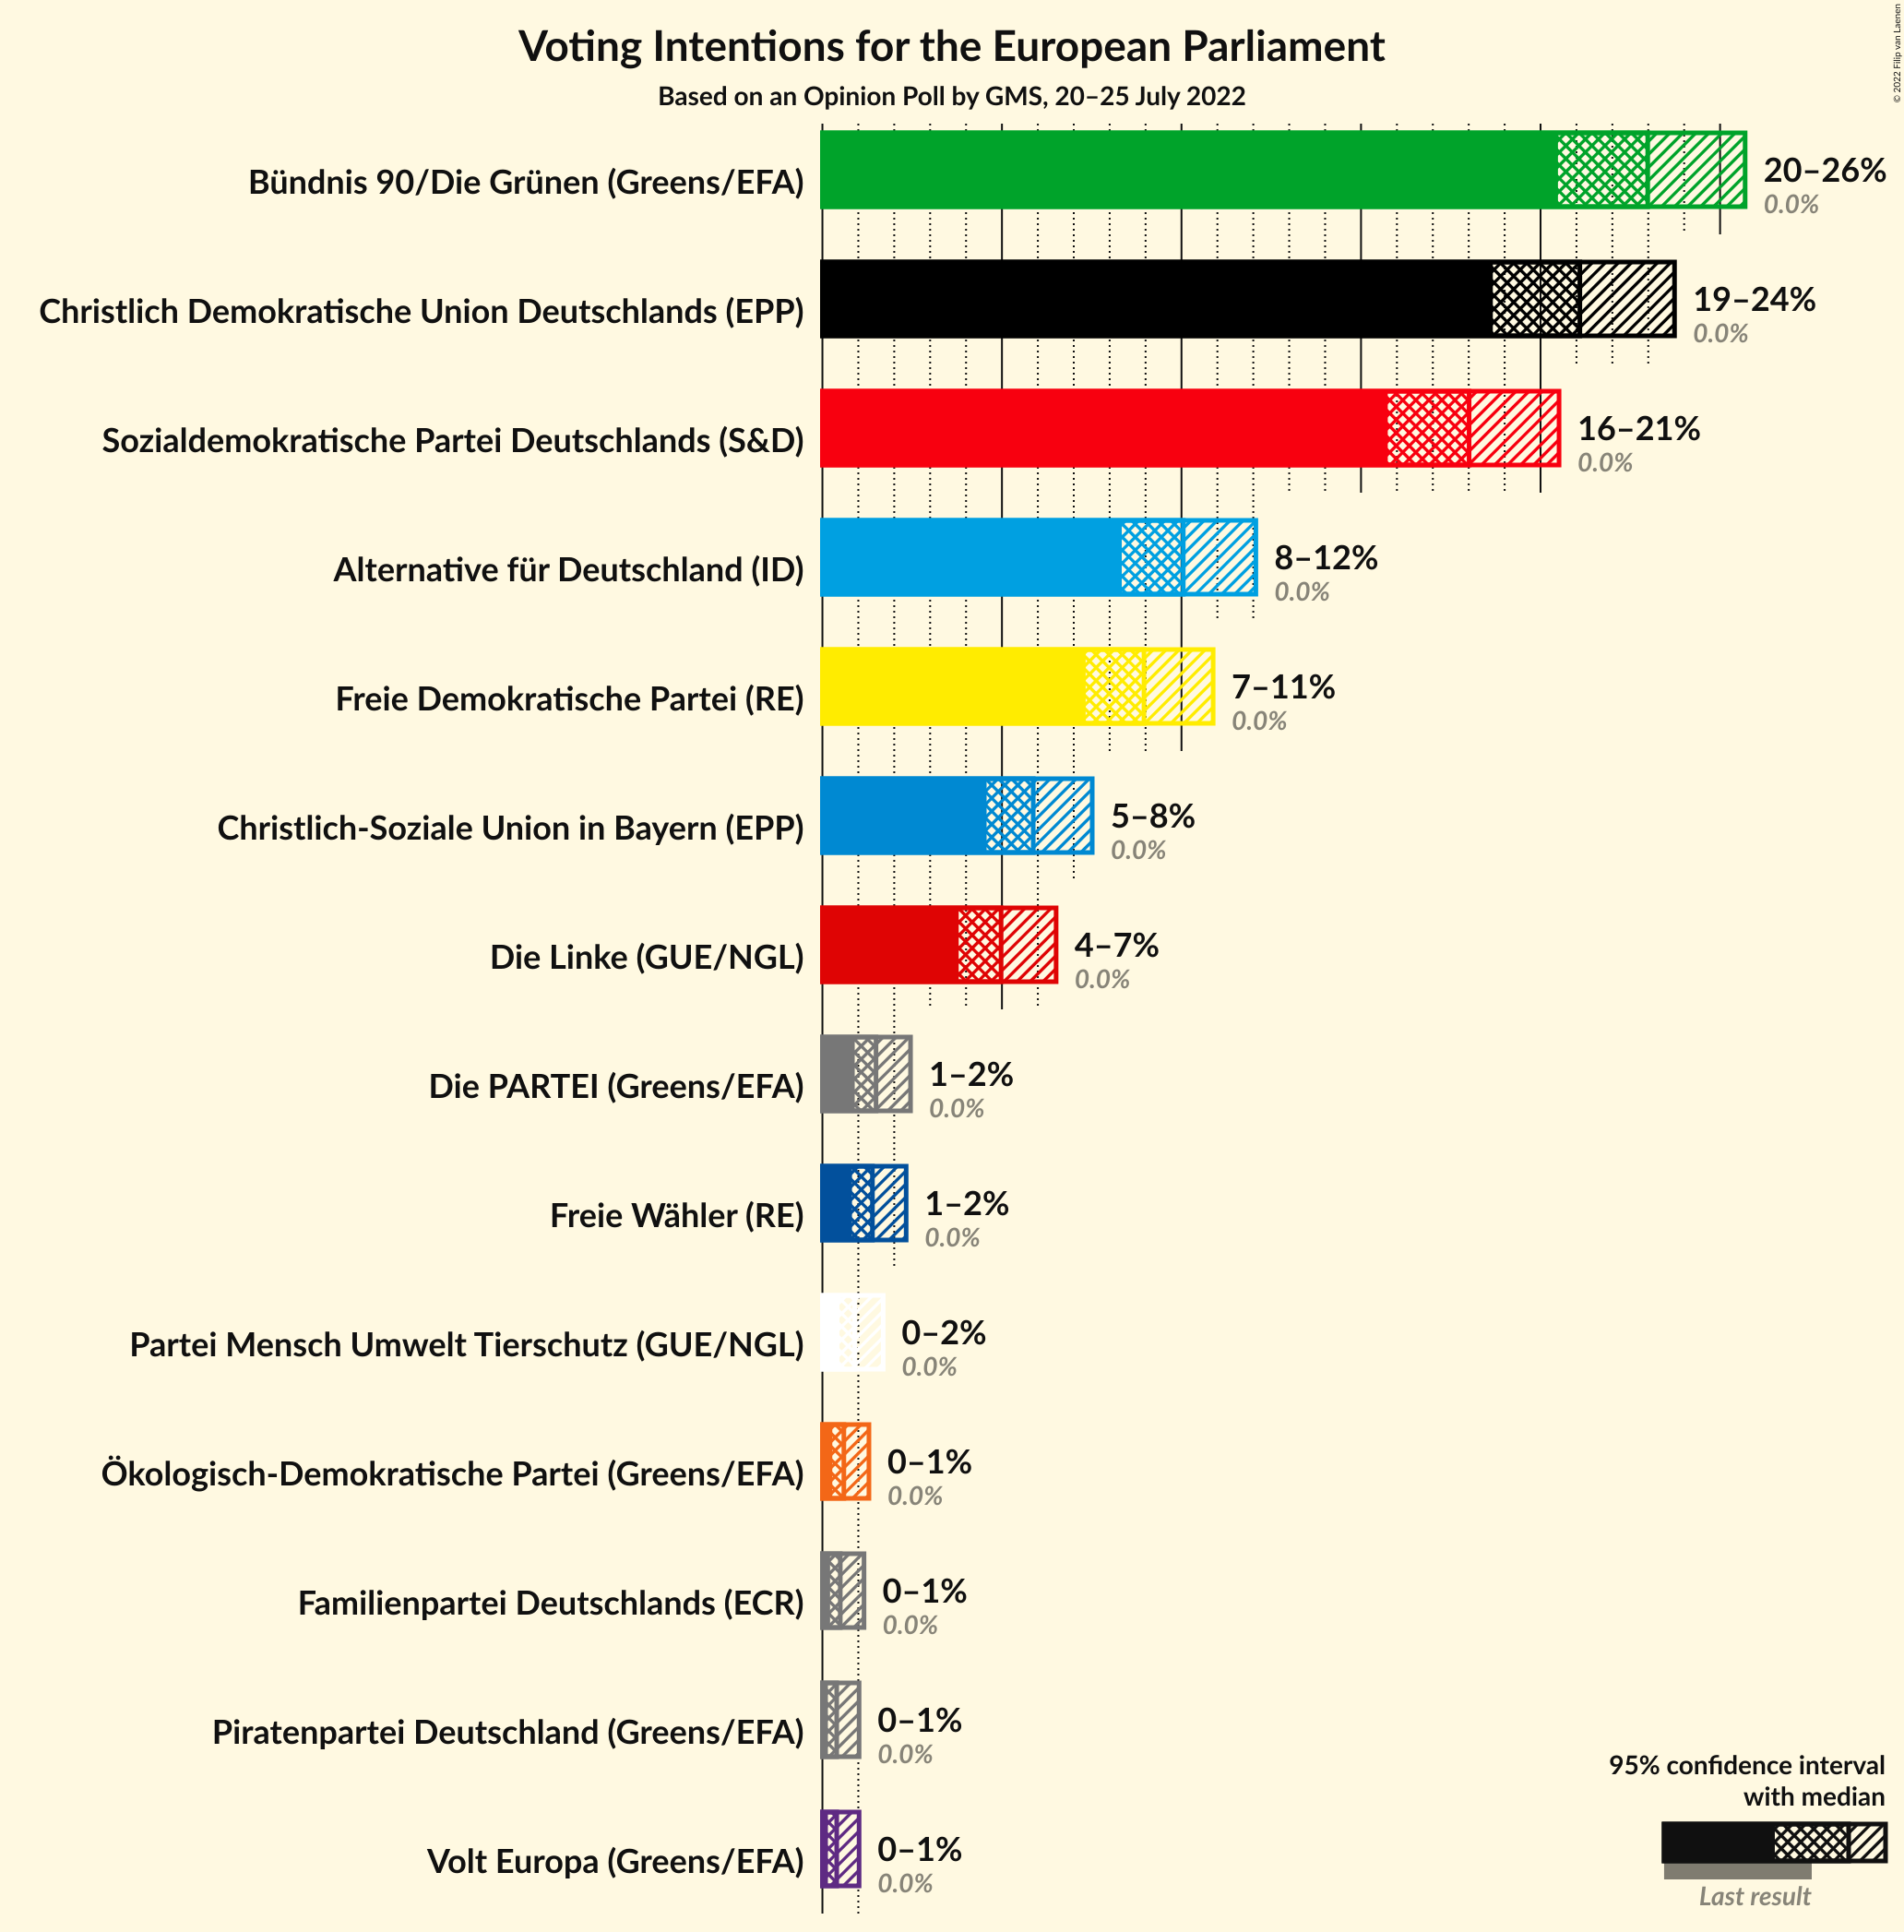 Voting Intentions for the European Parliament
Based on an Opinion Poll by GMS, 20–25 July 2022
© 2022 Filip van Laenen
Bündnis 90/Die Grünen (Greens/EFA)
20–26%
0.0%
Christlich Demokratische Union Deutschlands (EPP)
19–24%
0.0%
Sozialdemokratische Partei Deutschlands (S&D)
16–21%
0.0%
Alternative für Deutschland (ID)
8–12%
0.0%
Freie Demokratische Partei (RE)
7–11%
0.0%
Christlich-Soziale Union in Bayern (EPP)
5–8%
0.0%
Die Linke (GUE/NGL)
4–7%
0.0%
Die PARTEI (Greens/EFA)
1–2%
0.0%
Freie Wähler (RE)
1–2%
0.0%
Partei Mensch Umwelt Tierschutz (GUE/NGL)
0–2%
0.0%
Ökologisch-Demokratische Partei (Greens/EFA)
0–1%
0.0%
Familienpartei Deutschlands (ECR)
0–1%
0.0%
Piratenpartei Deutschland (Greens/EFA)
0–1%
0.0%
Volt Europa (Greens/EFA)
0–1%
0.0%
95% confidence interval
with median
Last result